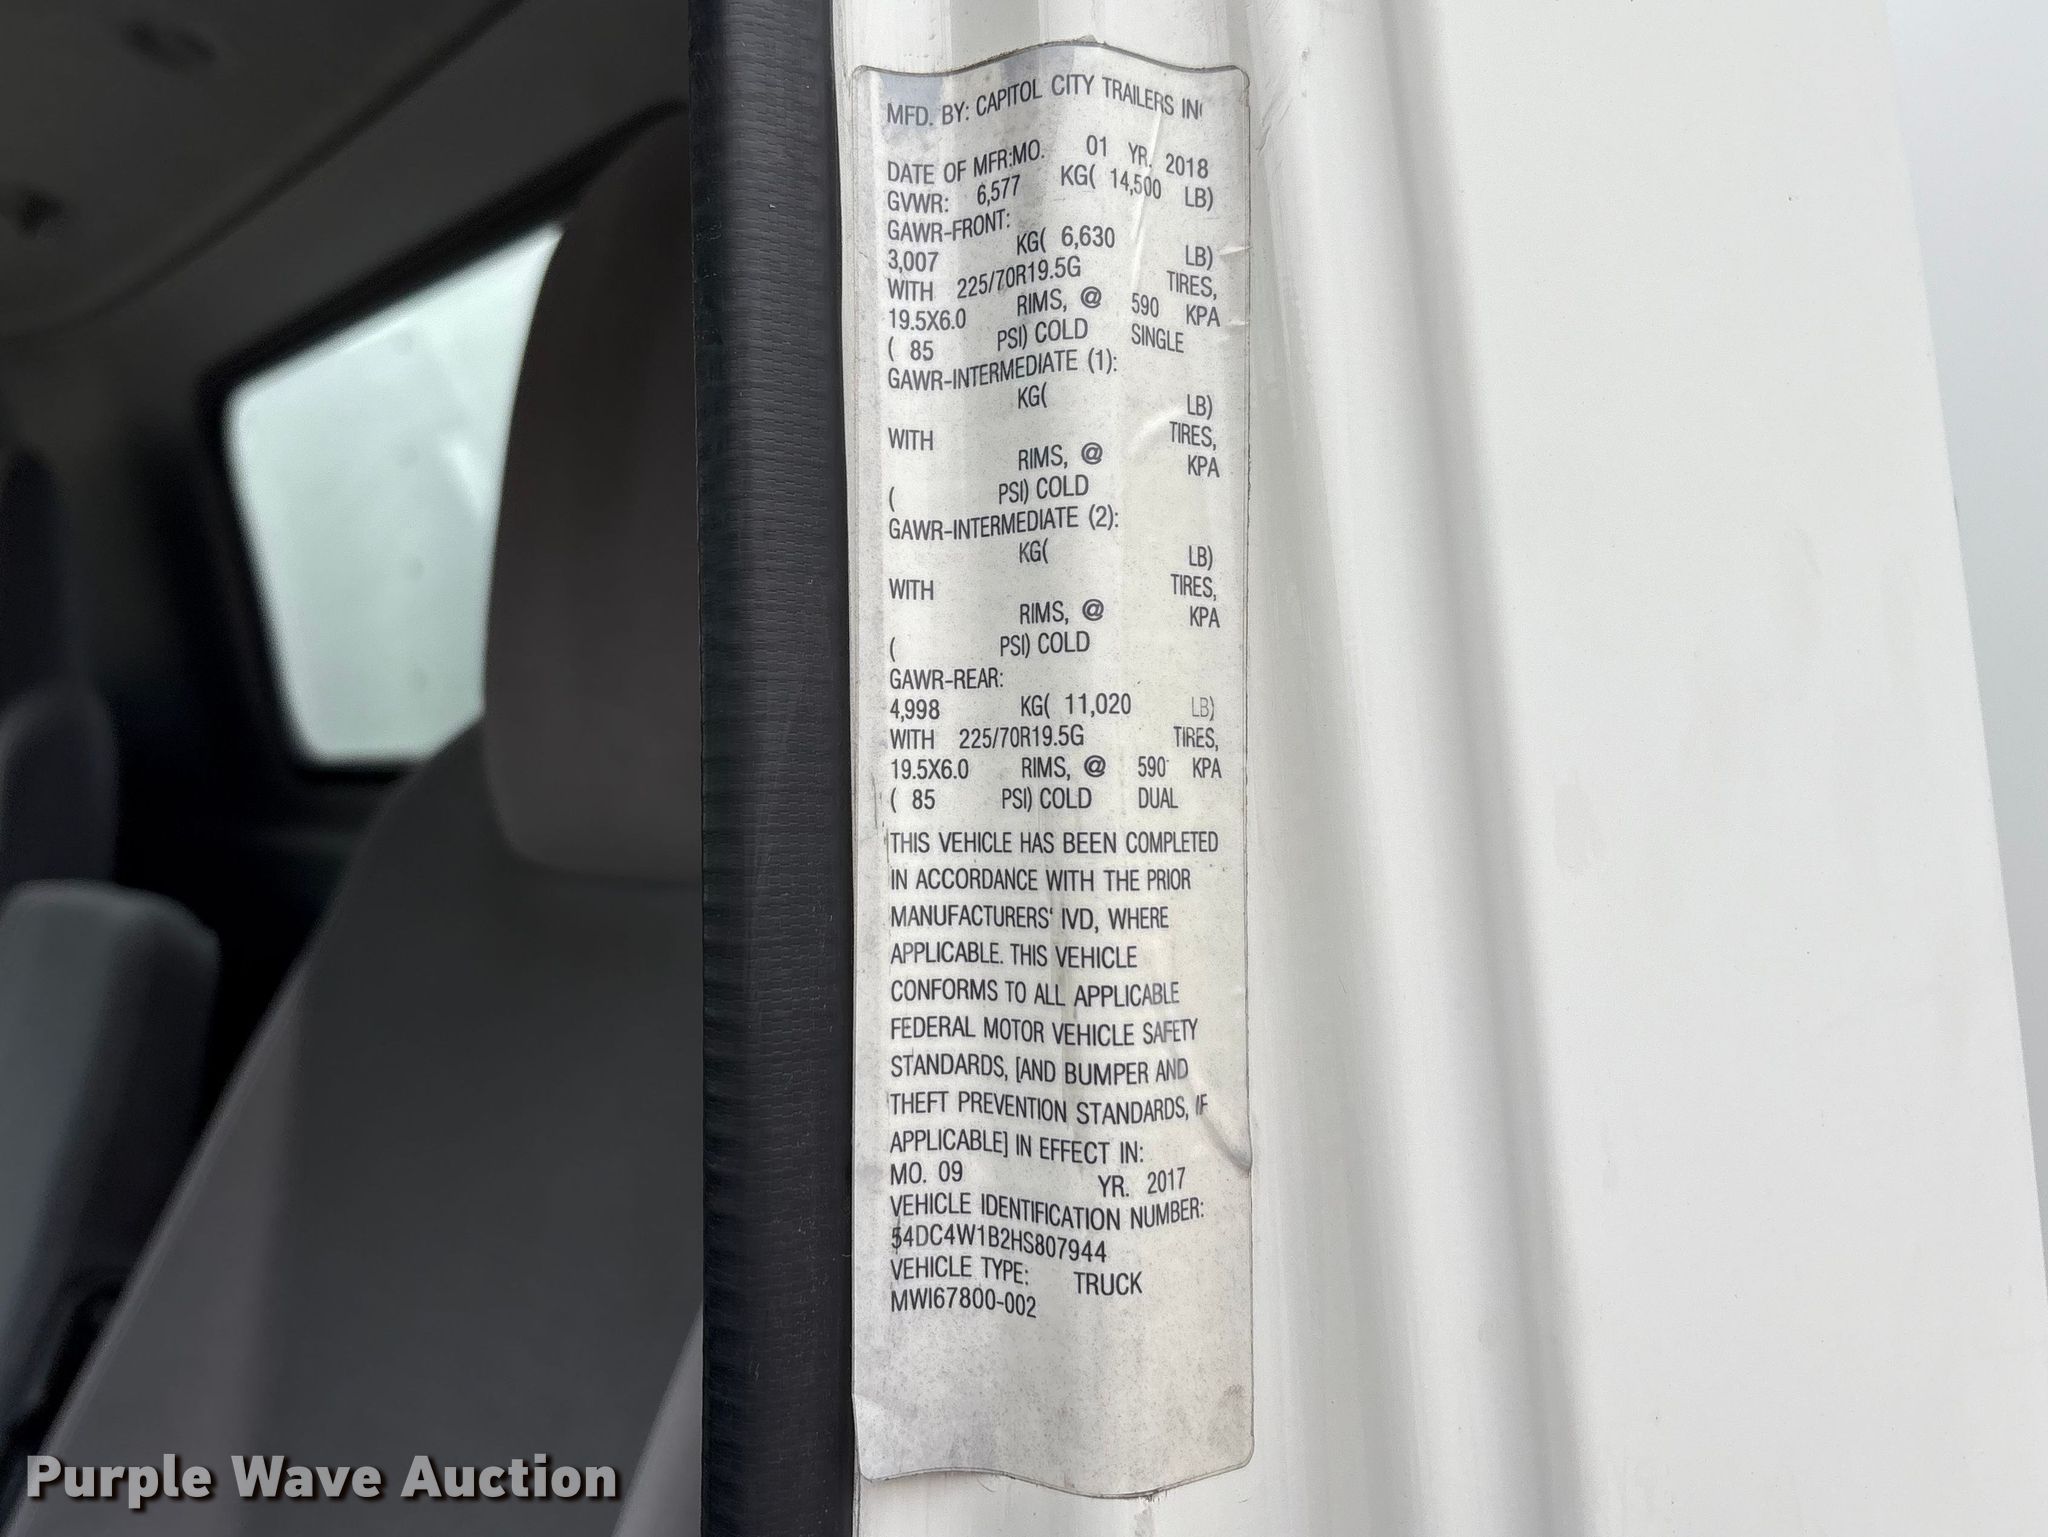 MFD. BY: CAPITOL CITY TRAILERS INC
DATE OF MFR:MO. 01 YR. 2018
GVWR: 6,577 KG( 14,500 LB)
GAWR-FRONT:
3,007 KG( 6,630 LB)
WITH 225/70R19.5G TIRES,
19.5X6.0 RIMS, @ 590 KPA
( 85 PSI) COLD SINGLE
GAWR-INTERMEDIATE (1):
KG( LB)
WITH TIRES,
RIMS, @ KPA
( PSI) COLD
GAWR-INTERMEDIATE (2):
KG( LB)
WITH TIRES,
RIMS, @ KPA
( PSI) COLD
GAWR-REAR:
4,998 KG( 11,020 LB)
WITH 225/70R19.5G TIRES,
19.5X6.0 RIMS, @ 590 KPA
( 85 PSI) COLD DUAL
THIS VEHICLE HAS BEEN COMPLETED
IN ACCORDANCE WITH THE PRIOR
MANUFACTURERS' IVD, WHERE
APPLICABLE. THIS VEHICLE
CONFORMS TO ALL APPLICABLE
FEDERAL MOTOR VEHICLE SAFETY
STANDARDS, [AND BUMPER AND
THEFT PREVENTION STANDARDS, IF
APPLICABLE] IN EFFECT IN:
MO. 09 YR. 2017
VEHICLE IDENTIFICATION NUMBER:
54DC4W1B2HS807944
VEHICLE TYPE: TRUCK
MWI67800-002
Purple Wave Auction